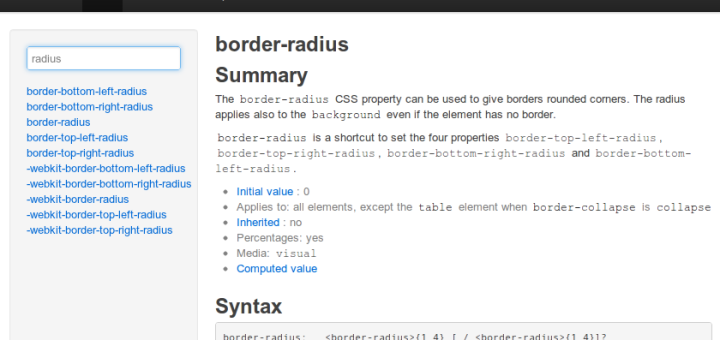 radius
border-bottom-left-radius
border-bottom-right-radius
border-radius
border-top-left-radius
border-top-right-radius
-webkit-border-bottom-left-radius
-webkit-border-bottom-right-radius
-webkit-border-radius
-webkit-border-top-left-radius
-webkit-border-top-right-radius
border-radius
Summary
The border-radius CSS property can be used to give borders rounded corners. The radius
applies also to the background even if the element has no border.
border-radius is a shortcut to set the four properties border-top-left-radius,
border-top-right-radius, border-bottom-right-radius and border-bottom-
left-radius.
• Initial value : 0
• Applies to: all elements, except the table element when border-collapse is collapse
• Inherited : no
• Percentages: yes
• Media: visual
• Computed value
Syntax
border-radius: <border-radius>{1,4} [ / <border-radius>{1,4}]?